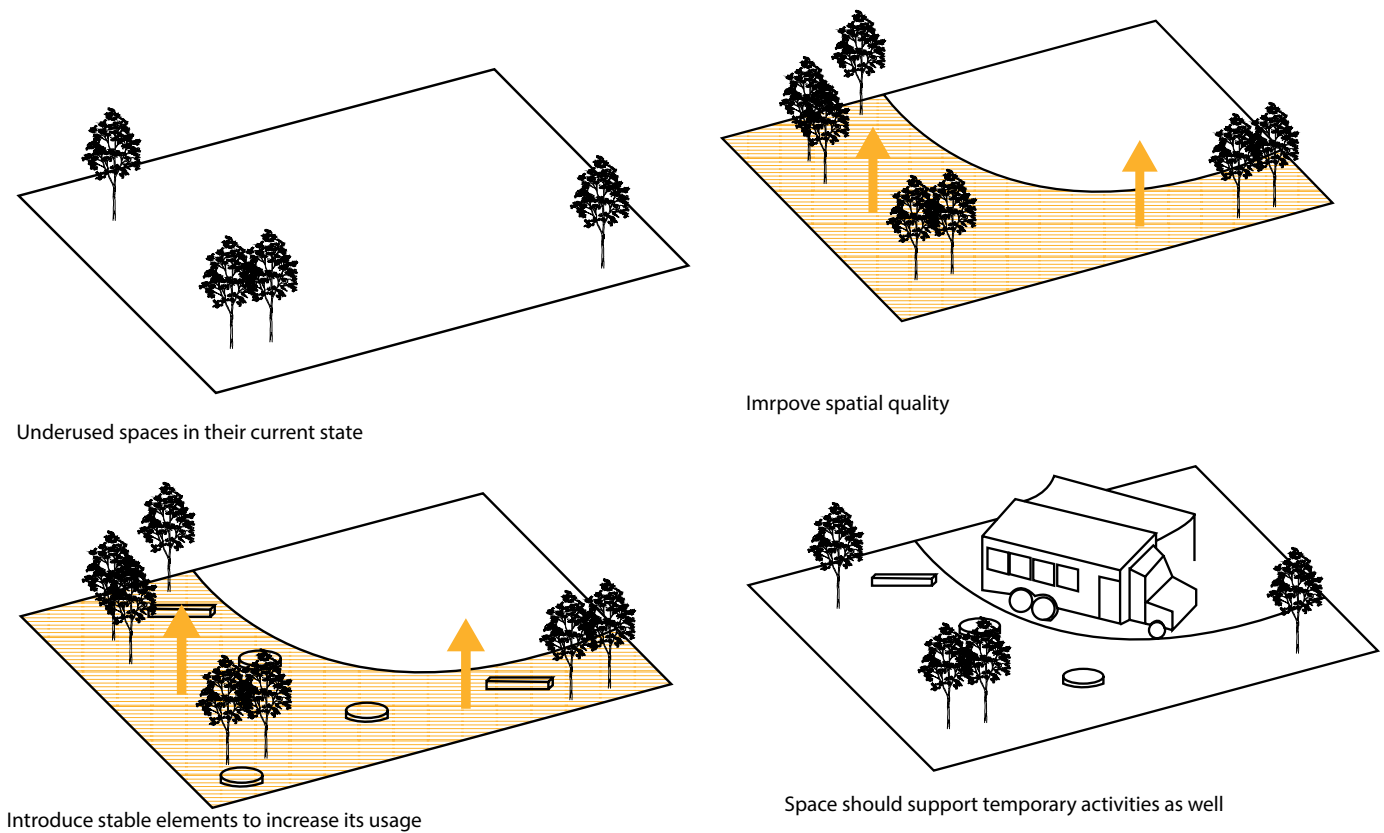 Underused spaces in their current state
Imrpove spatial quality
Introduce stable elements to increase its usage
Space should support temporary activities as well